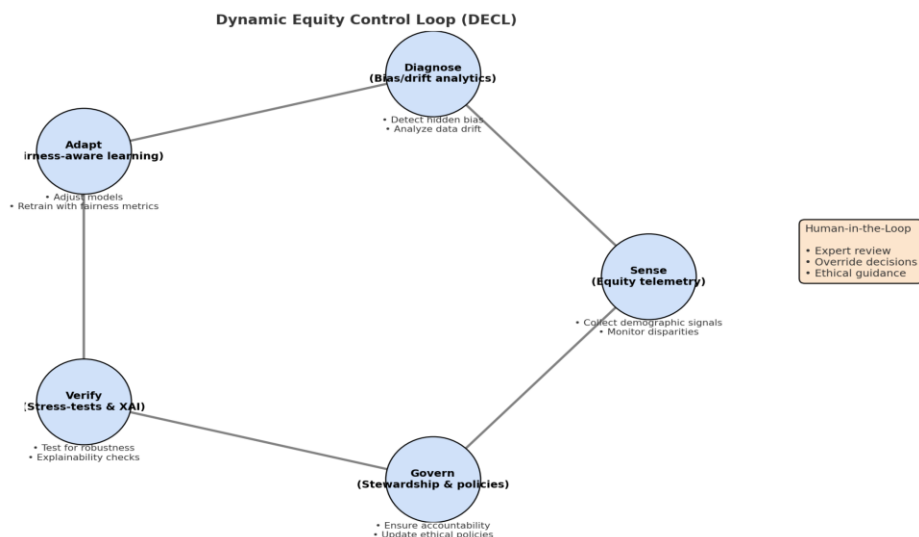 Dynamic Equity Control Loop (DECL)
Diagnose
(Bias/drift analytics)
• Detect hidden bias
• Analyze data drift
Adapt
irness-aware learning)
• Adjust models
• Retrain with fairness metrics
Human-in-the-Loop
• Expert review
• Override decisions
• Ethical guidance
Sense
(Equity telemetry)
• Collect demographic signals
• Monitor disparities
Verify
(Stress-tests & XAI)
• Test for robustness
• Explainability checks
Govern
(Stewardship & policies)
• Ensure accountability
• Update ethical policies